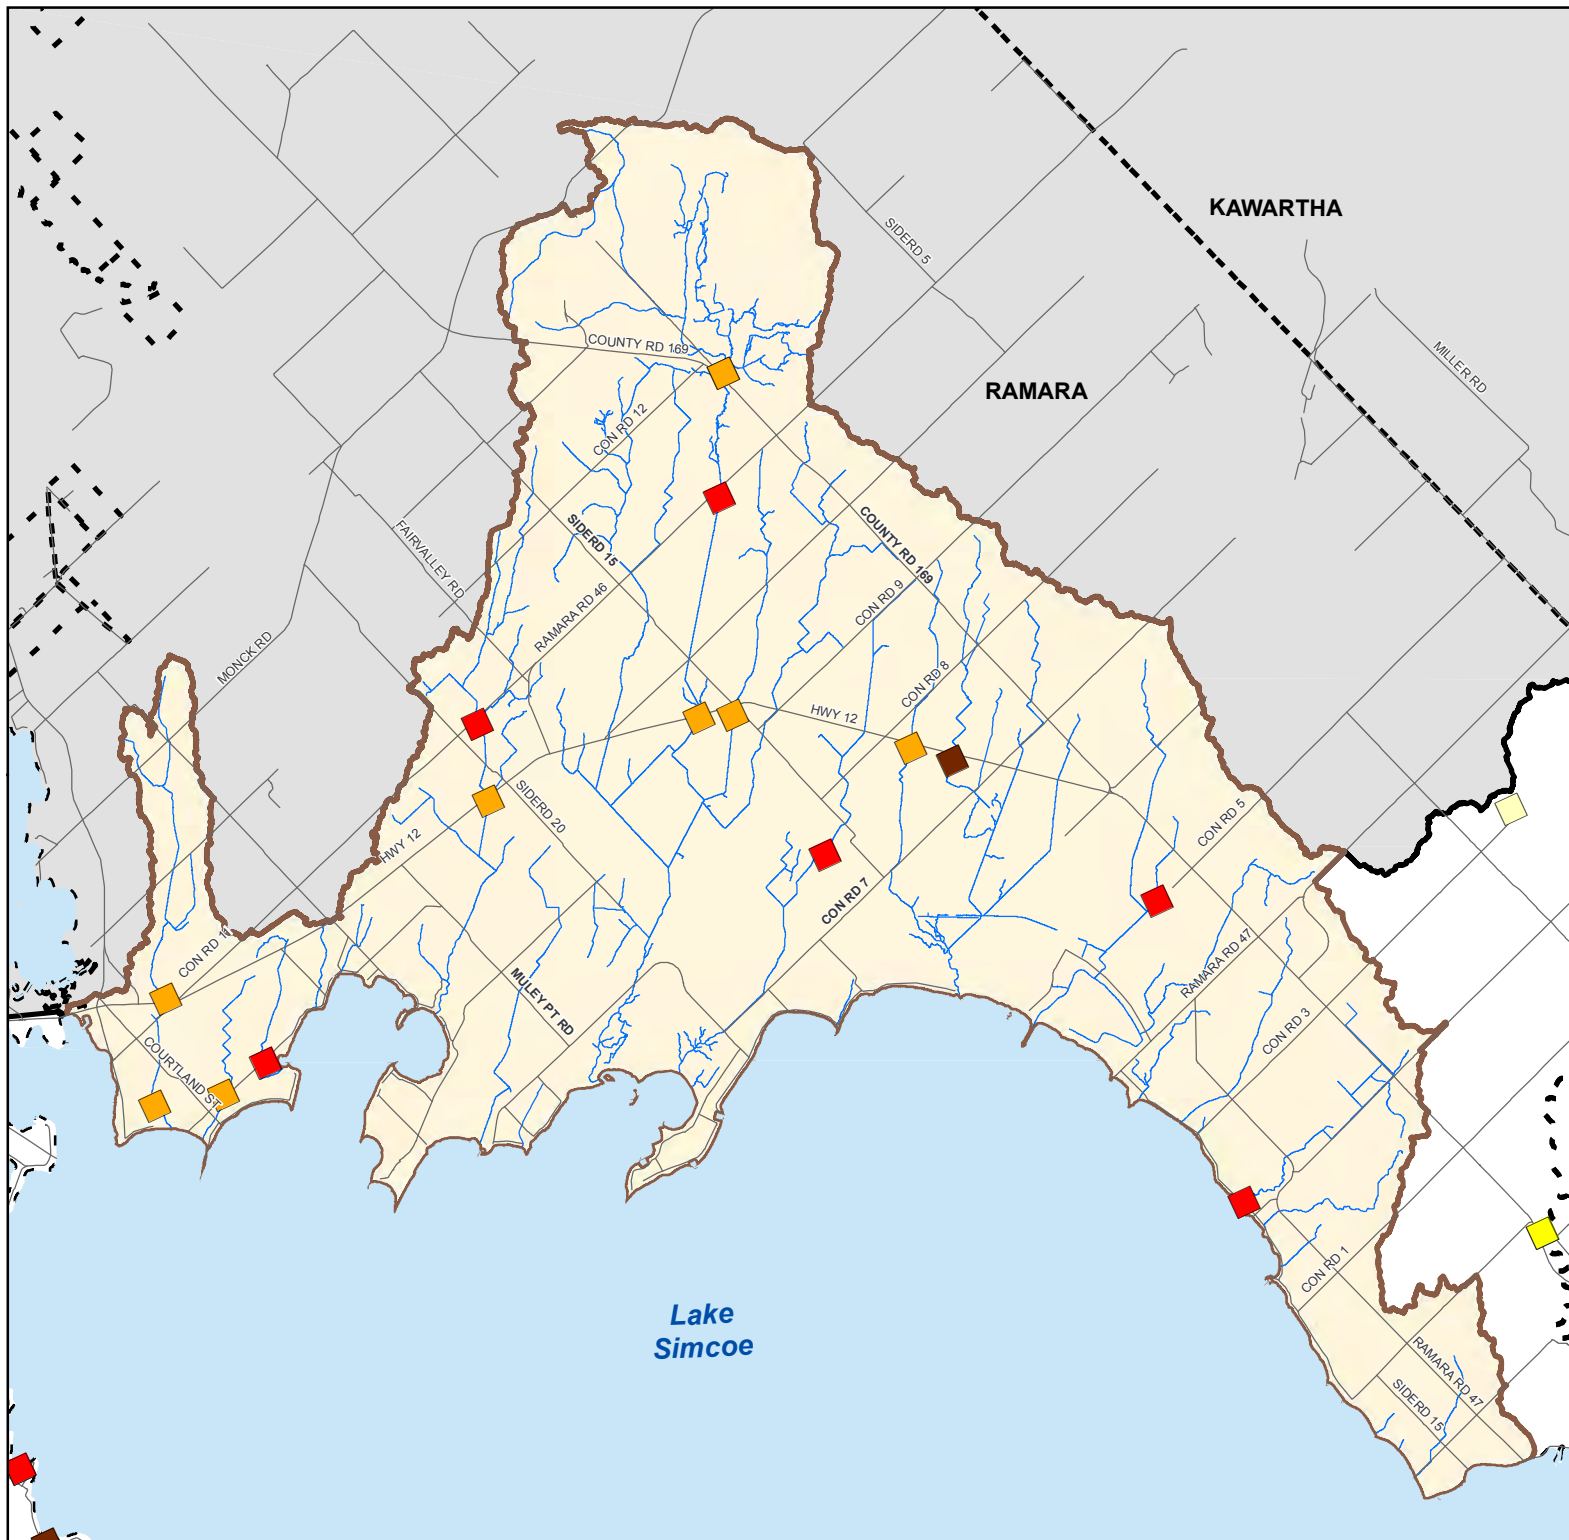 KAWARTHA
SIDERD 5
COUNTY RD 169
MILLER RD
RAMARA
CON RD 12
SIDERD 15
COUNTY RD 169
FAIRVALLEY RD
RAMARA RD 46
CON RD 9
MONCK RD
CON RD 8
HWY 12
SIDERD 20
HWY 12
CON RD 5
CON RD 7
CON RD 1
RAMARA RD 47
MULEY PT RD
CON RD 3
COURTLAND ST
CON RD 1
Lake
Simcoe
RAMARA RD 47
SIDERD 15